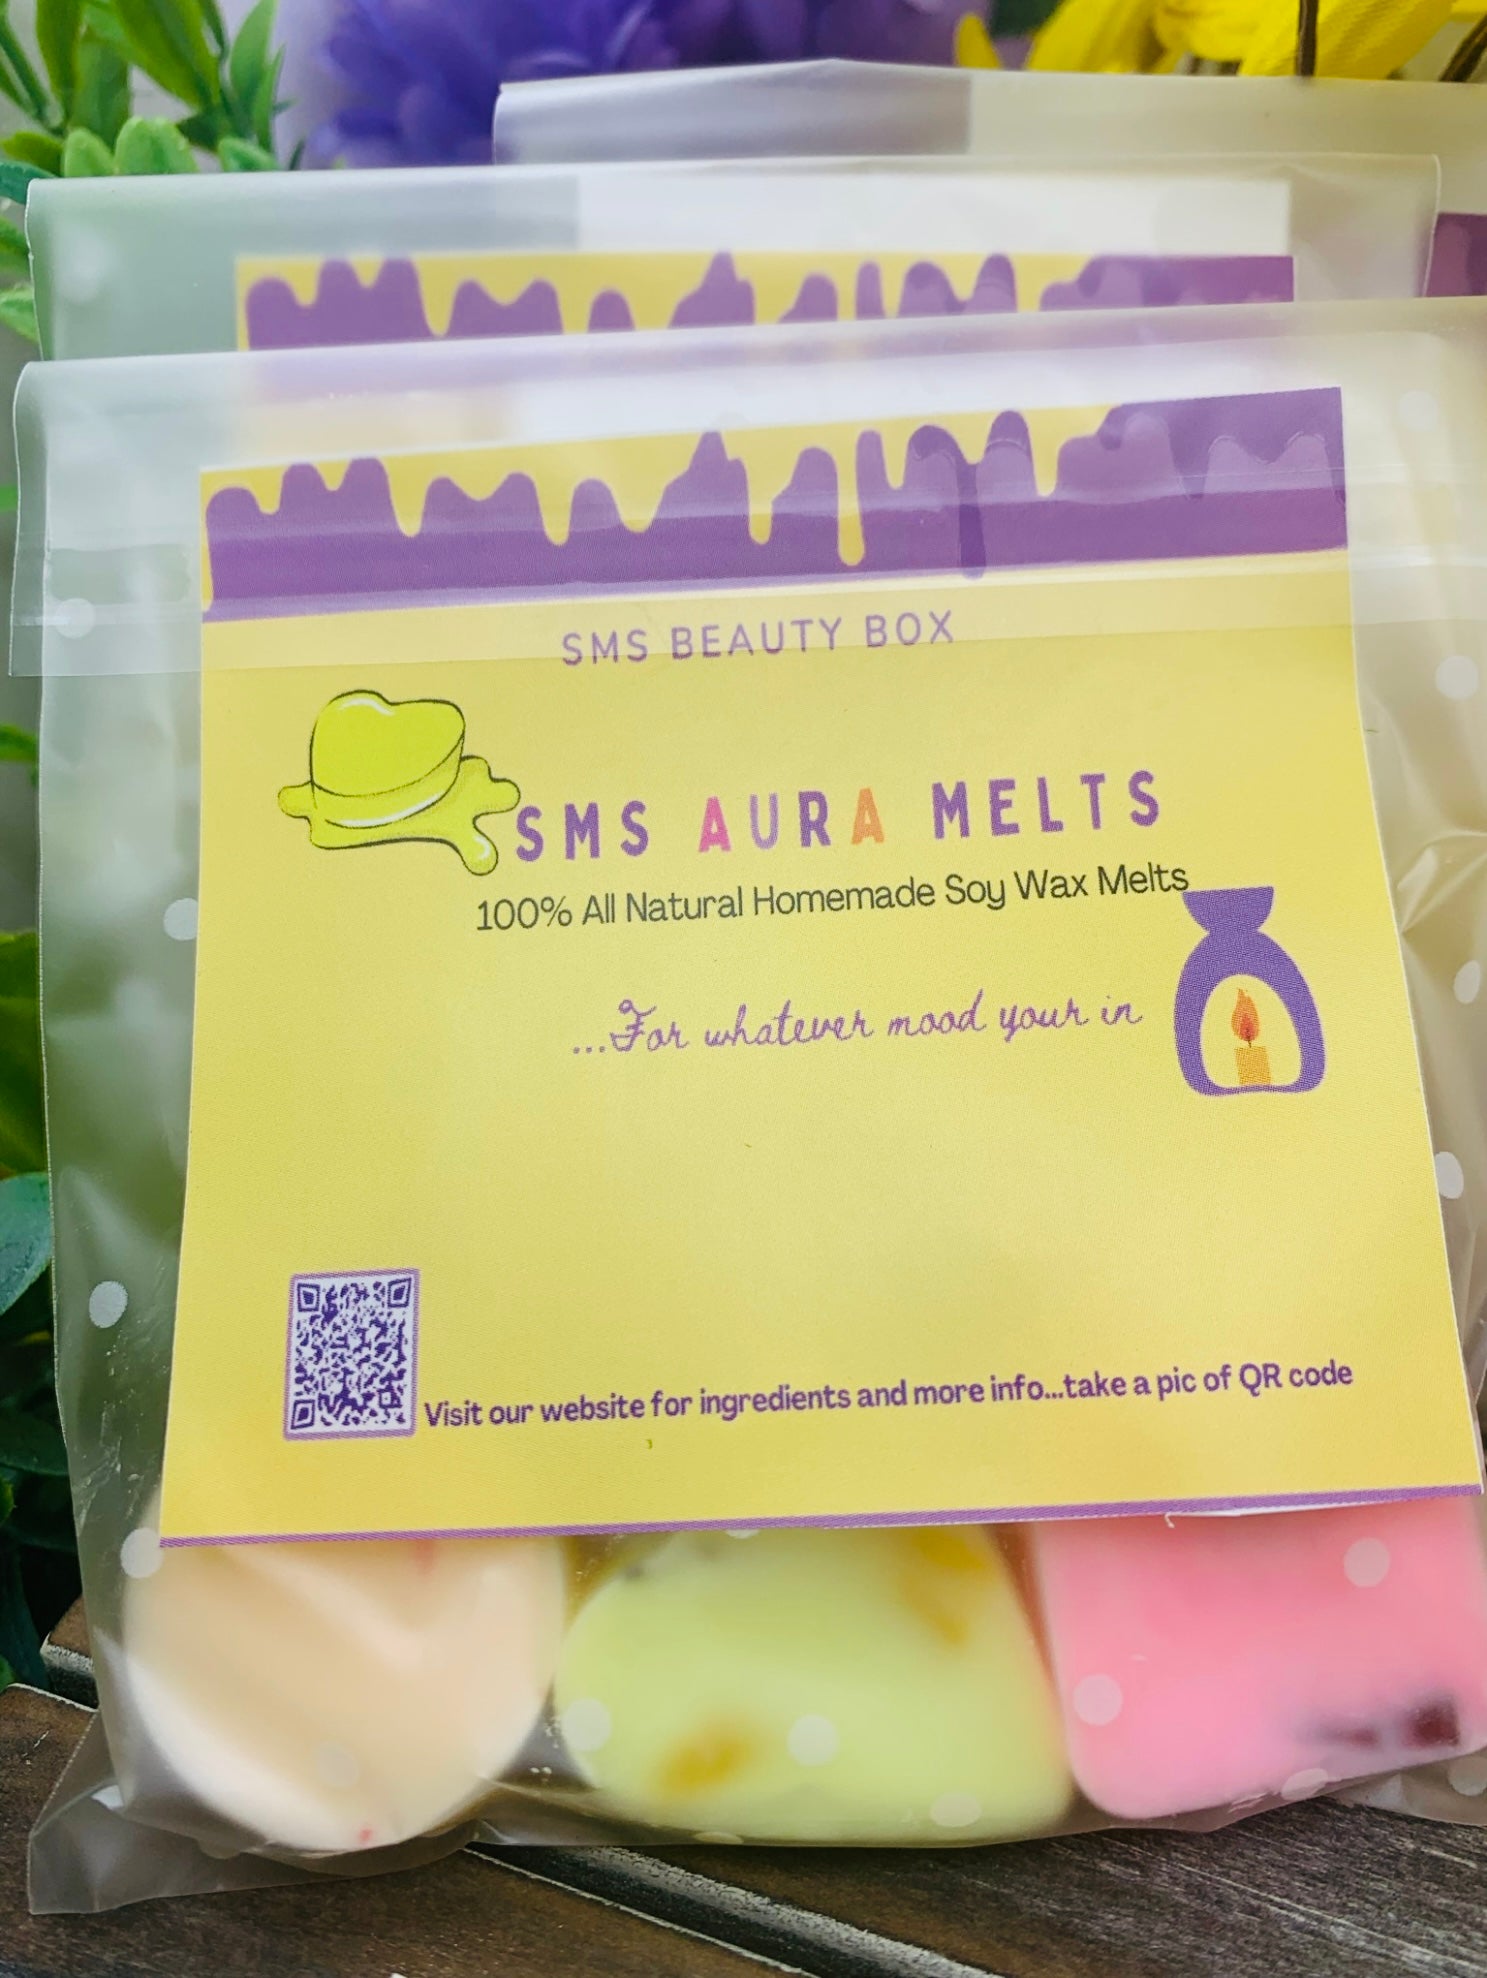 SMS BEAUTY BOX
SMS AURA MELTS
100% All Natural Homemade Soy Wax Melts
...For whatever mood your in
Visit our website for ingredients and more info...take a pic of QR code